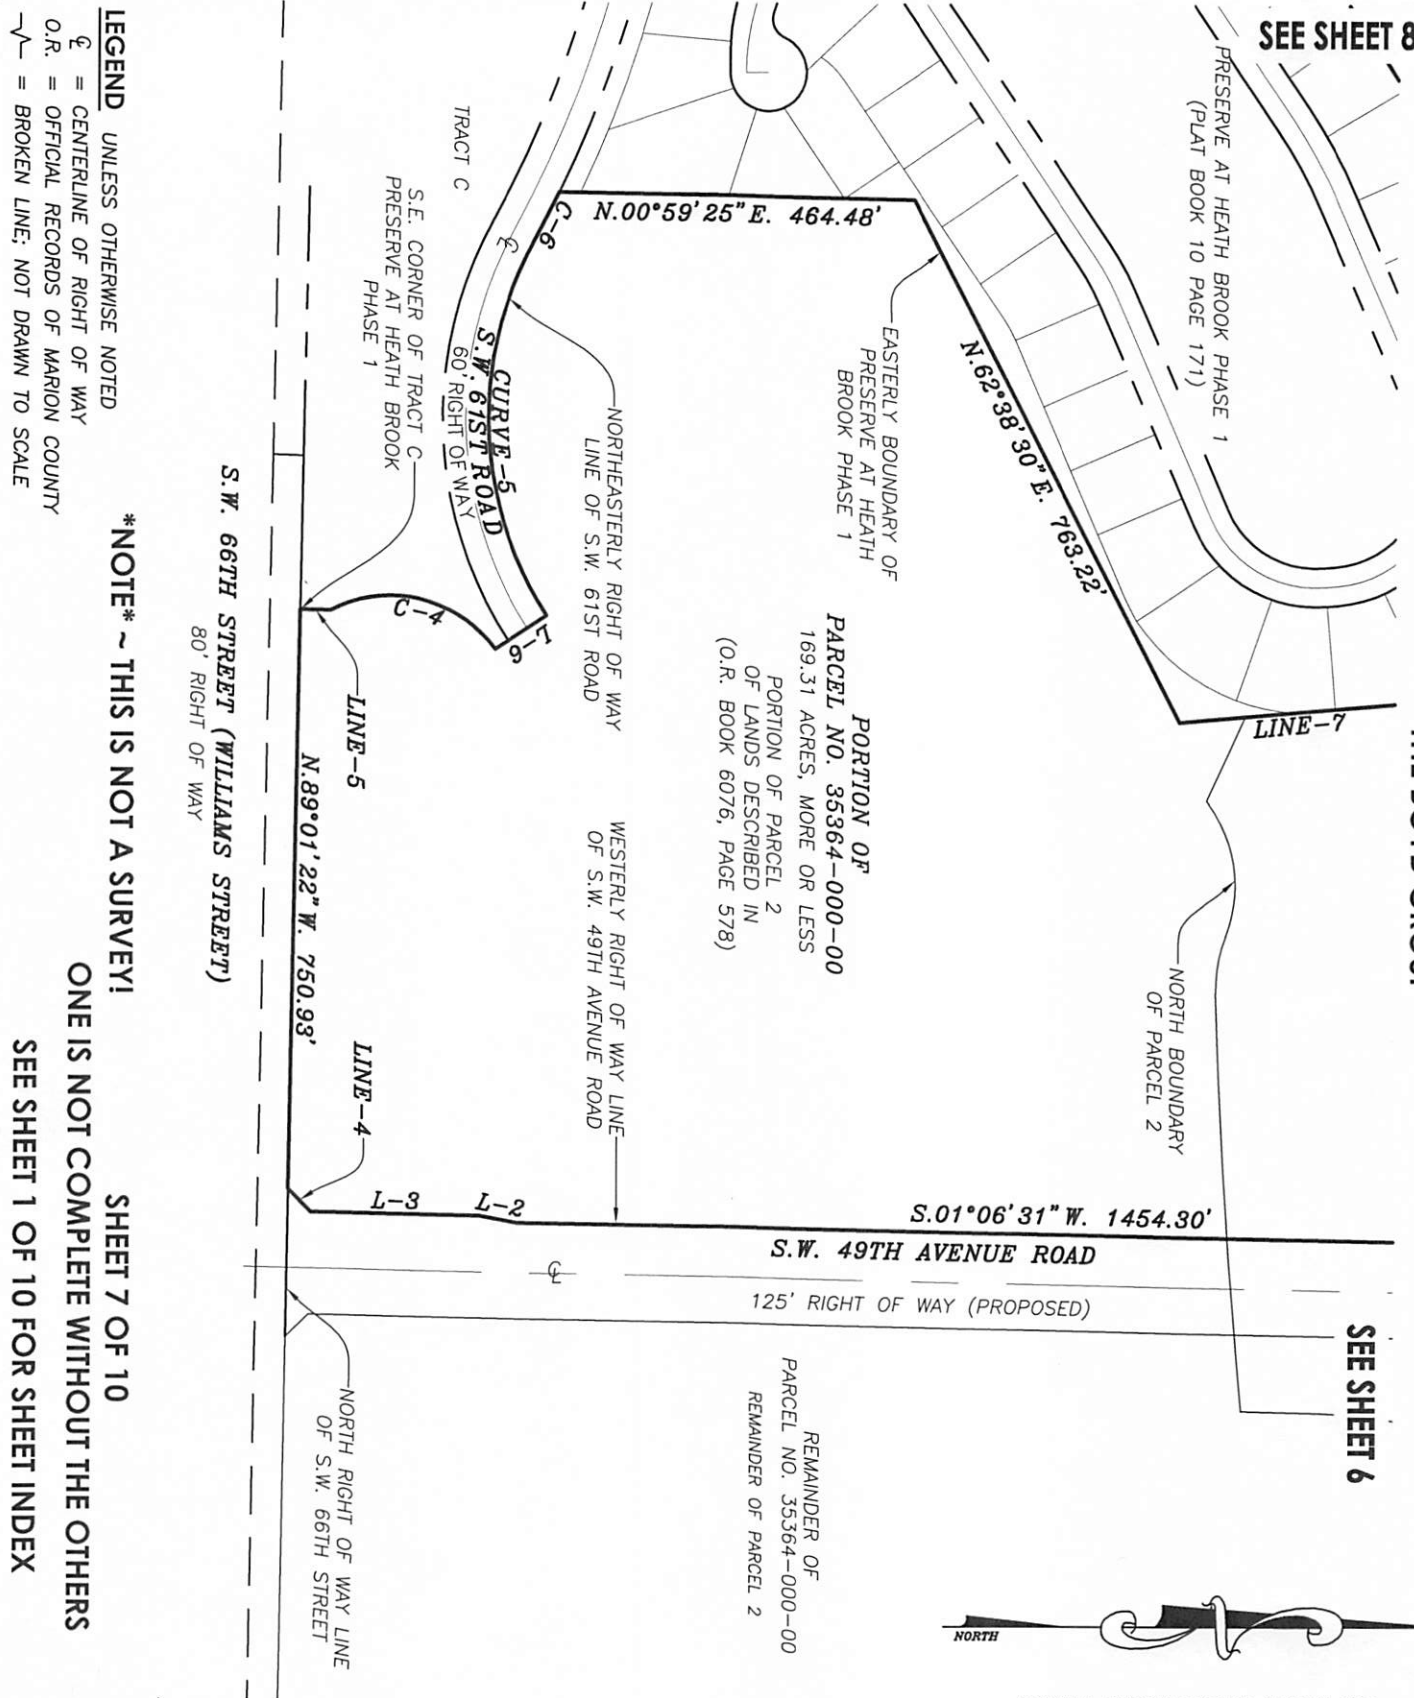 SEE SHEET 8
PRESERVE AT HEATH BROOK PHASE 1
(PLAT BOOK 10 PAGE 171)
LINE-7
NORTH BOUNDARY
OF PARCEL 2
SEE SHEET 6
N.62°38'30"E. 763.22'
N.00°59'25"E. 464.48'
EASTERLY BOUNDARY OF
PRESERVE AT HEATH
BROOK PHASE 1
PORTION OF
PARCEL NO. 35364-000-00
169.31 ACRES, MORE OR LESS
PORTION OF PARCEL 2
OF LANDS DESCRIBED IN
(O.R. BOOK 6076, PAGE 578)
S.01°06'31"W. 1454.30'
S.W. 49TH AVENUE ROAD
125' RIGHT OF WAY (PROPOSED)
REMAINDER OF
PARCEL NO. 35364-000-00
REMAINDER OF PARCEL 2
NORTH
NORTHEASTERLY RIGHT OF WAY
LINE OF S.W. 61ST ROAD
WESTERLY RIGHT OF WAY LINE
OF S.W. 49TH AVENUE ROAD
C-6
CURVE-5
S.W. 61ST ROAD
60' RIGHT OF WAY
L-6
C-4
TRACT C
S.E. CORNER OF TRACT C
PRESERVE AT HEATH BROOK
PHASE 1
LINE-5
LINE-4
L-3
L-2
N.89°01'22"W. 750.93'
NORTH RIGHT OF WAY LINE
OF S.W. 66TH STREET
S.W. 66TH STREET (WILLIAMS STREET)
80' RIGHT OF WAY
LEGEND UNLESS OTHERWISE NOTED
℄ = CENTERLINE OF RIGHT OF WAY
O.R. = OFFICIAL RECORDS OF MARION COUNTY
= BROKEN LINE; NOT DRAWN TO SCALE
*NOTE* ~ THIS IS NOT A SURVEY!
SHEET 7 OF 10
ONE IS NOT COMPLETE WITHOUT THE OTHERS
SEE SHEET 1 OF 10 FOR SHEET INDEX